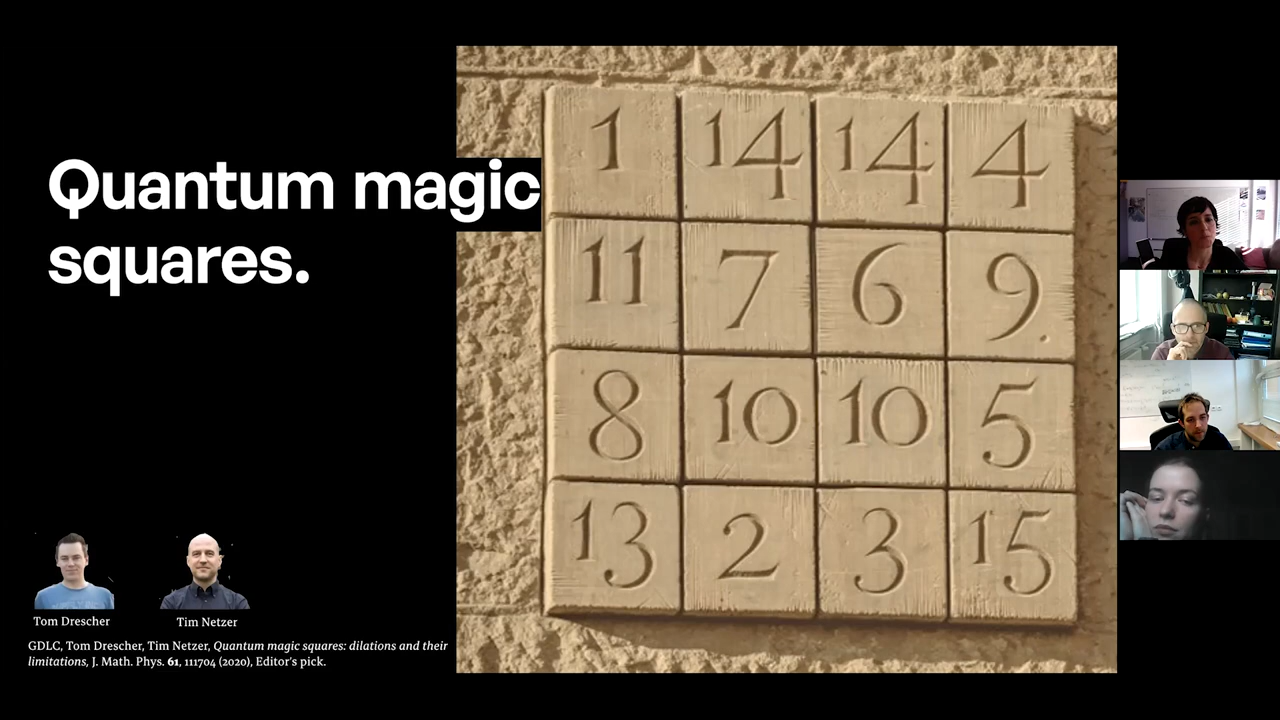 Quantum magic
squares.
1 14 14 4
11 7 6 9
8 10 10 5
13 2 3 15
Tom Drescher
Tim Netzer
GDLC, Tom Drescher, Tim Netzer, Quantum magic squares: dilations and their
limitations, J. Math. Phys. 61, 111704 (2020), Editor's pick.